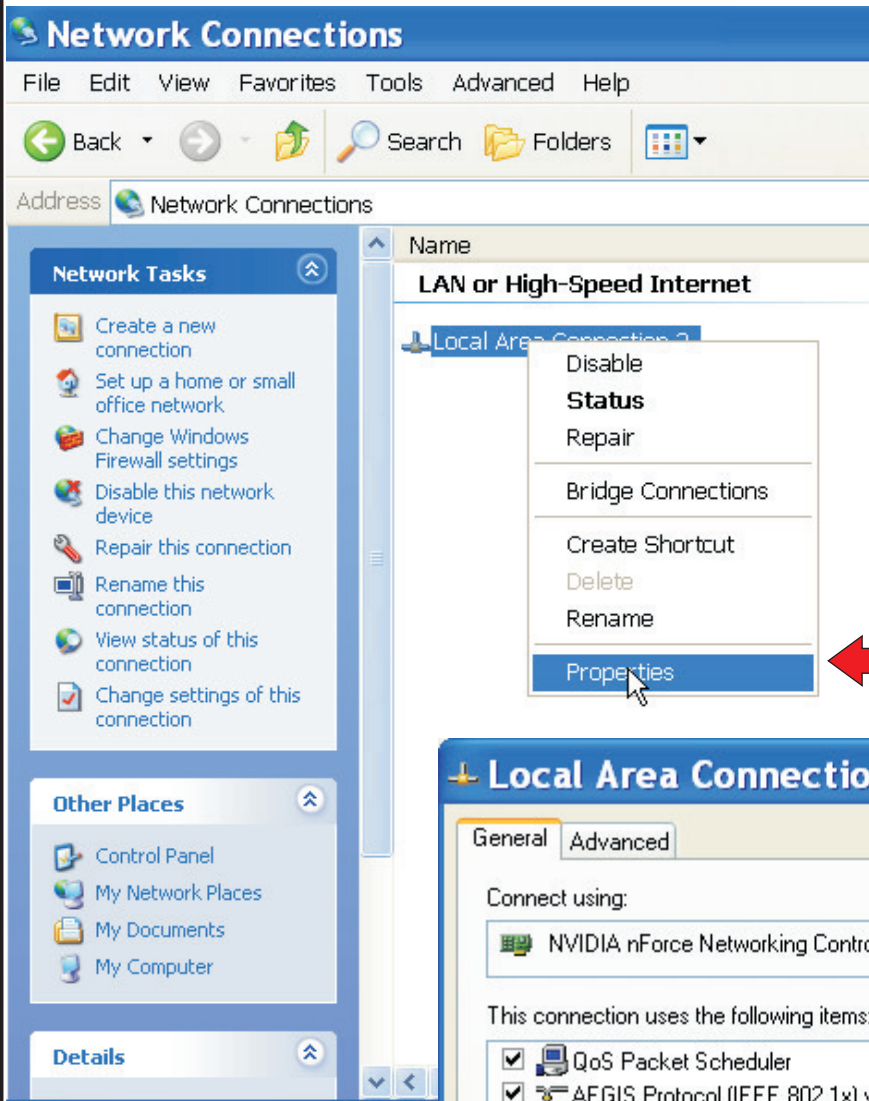 Network Connections
File Edit View Favorites Tools Advanced Help
Back Search Folders
Address Network Connections
Network Tasks
Create a new
connection
Set up a home or small
office network
Change Windows
Firewall settings
Disable this network
device
Repair this connection
Rename this
connection
View status of this
connection
Change settings of this
connection
Other Places
Control Panel
My Network Places
My Documents
My Computer
Details
Name
LAN or High-Speed Internet
Local Area Connection 2
Disable
Status
Repair
Bridge Connections
Create Shortcut
Delete
Rename
Properties
Local Area Connectio
General Advanced
Connect using:
NVIDIA nForce Networking Contro
This connection uses the following items:
QoS Packet Scheduler
AEGIS Protocol (IEEE 802.1x) v